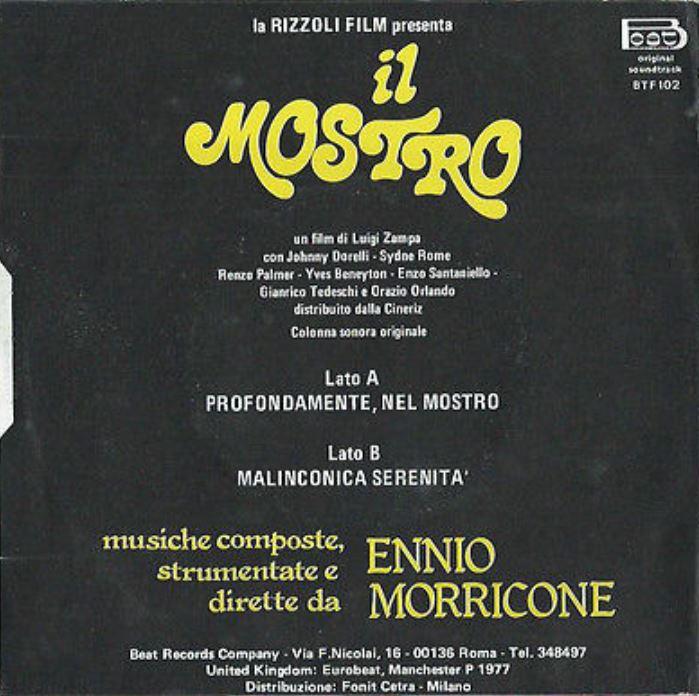 la RIZZOLI FILM presenta
Beat
original
soundtrack
BTF102
il
MOSTRO
un film di Luigi Zampa
con Johnny Dorelli - Sydne Rome
Renzo Palmer - Yves Beneyton - Enzo Santaniello -
Gianrico Tedeschi e Orazio Orlando
distribuito dalla Cineriz
Colonna sonora originale
Lato A
PROFONDAMENTE, NEL MOSTRO
Lato B
MALINCONICA SERENITA'
musiche composte,
strumentate e
dirette da
ENNIO
MORRICONE
Beat Records Company - Via F.Nicolai, 16 - 00136 Roma - Tel. 348497
United Kingdom: Eurobeat, Manchester P 1977
Distribuzione: Fonit Cetra - Milano